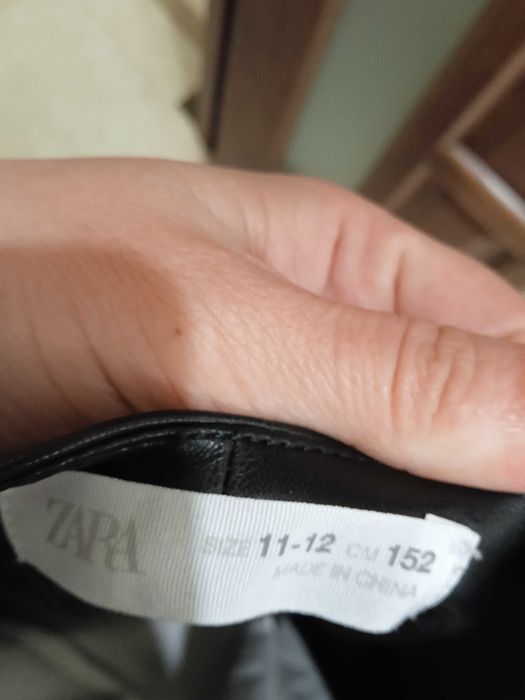 ZARA
SIZE 11-12 CM 152
MADE IN CHINA